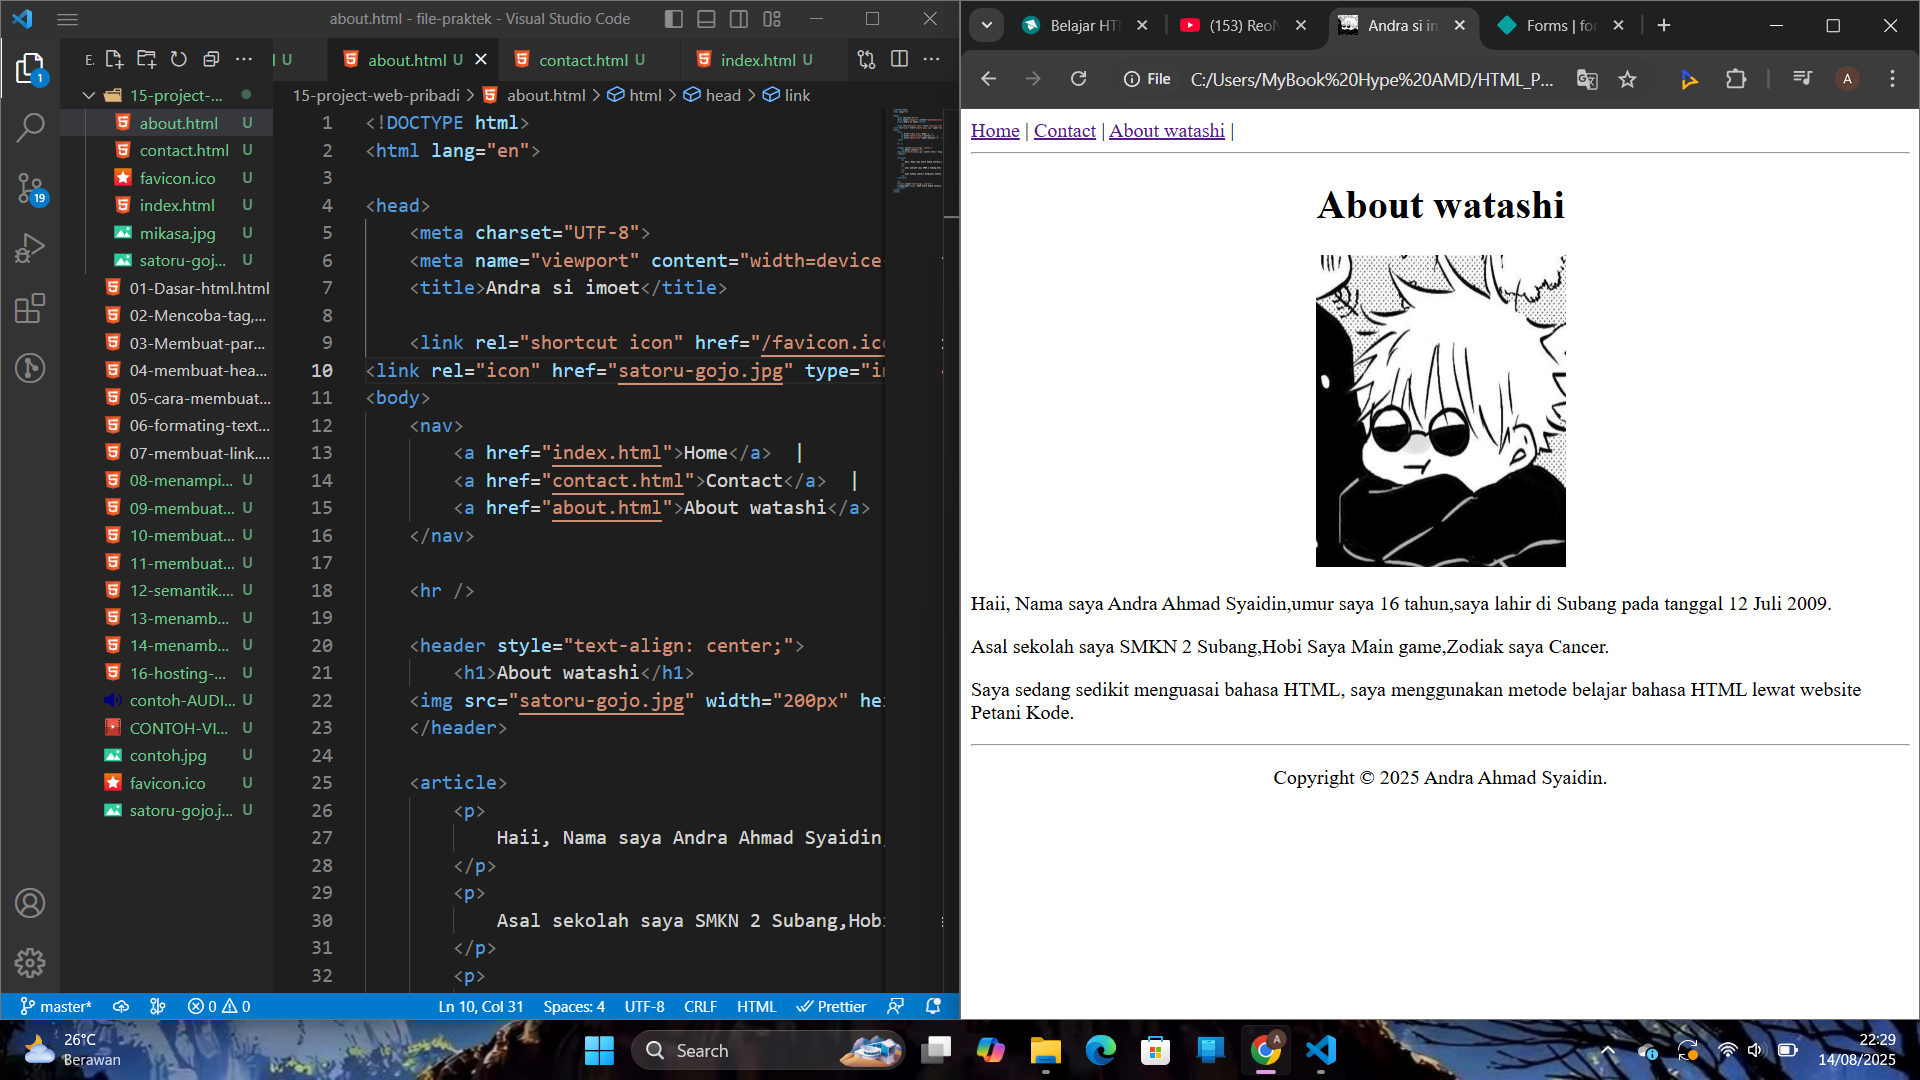 about.html - file-praktek - Visual Studio Code
E.
U
about.html U
contact.html U
index.html U
15-project-web-pribadi > about.html > html > head > link
15-project-...
about.html U
contact.html U
favicon.ico U
index.html U
mikasa.jpg U
satoru-goj... U
01-Dasar-html.html
02-Mencoba-tag,...
03-Membuat-par...
04-membuat-hea...
05-cara-membuat...
06-formating-text...
07-membuat-link....
08-menampi... U
09-membuat... U
10-membuat... U
11-membuat... U
12-semantik.... U
13-menamb... U
14-menamb... U
16-hosting-... U
contoh-AUDI... U
CONTOH-VI... U
contoh.jpg U
favicon.ico U
satoru-gojo.j... U
1
19
1 <!DOCTYPE html>
2 <html lang="en">
3
4 <head>
5 <meta charset="UTF-8">
6 <meta name="viewport" content="width=device-
7 <title>Andra si imoet</title>
8
9 <link rel="shortcut icon" href="/favicon.ic
10 <link rel="icon" href="satoru-gojo.jpg" type="i
11 <body>
12 <nav>
13 <a href="index.html">Home</a> |
14 <a href="contact.html">Contact</a> |
15 <a href="about.html">About watashi</a>
16 </nav>
17
18 <hr />
19
20 <header style="text-align: center;">
21 <h1>About watashi</h1>
22 <img src="satoru-gojo.jpg" width="200px" he
23 </header>
24
25 <article>
26 <p>
27 Haii, Nama saya Andra Ahmad Syaidin,
28 </p>
29 <p>
30 Asal sekolah saya SMKN 2 Subang,Hob
31 </p>
32 <p>
master* 0 0 Ln 10, Col 31 Spaces: 4 UTF-8 CRLF HTML Prettier
Belajar HT
(153) Reo
Andra si i
Forms | fo
File C:/Users/MyBook%20Hype%20AMD/HTML_P...
A
Home | Contact | About watashi |
About watashi
Haii, Nama saya Andra Ahmad Syaidin,umur saya 16 tahun,saya lahir di Subang pada tanggal 12 Juli 2009.
Asal sekolah saya SMKN 2 Subang,Hobi Saya Main game,Zodiak saya Cancer.
Saya sedang sedikit menguasai bahasa HTML, saya menggunakan metode belajar bahasa HTML lewat website
Petani Kode.
Copyright © 2025 Andra Ahmad Syaidin.
26°C
Berawan
Search
A
22:29
14/08/2025